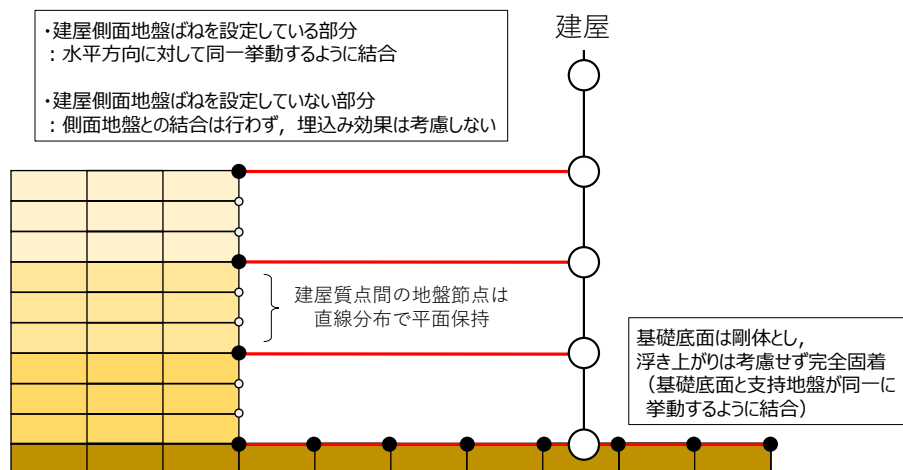 ・建屋側面地盤ばねを設定している部分
：水平方向に対して同一挙動するように結合
・建屋側面地盤ばねを設定していない部分
：側面地盤との結合は行わず，埋込み効果は考慮しない
建屋
建屋質点間の地盤節点は
直線分布で平面保持
基礎底面は剛体とし，
浮き上がりは考慮せず完全固着
（基礎底面と支持地盤が同一に
挙動するように結合）